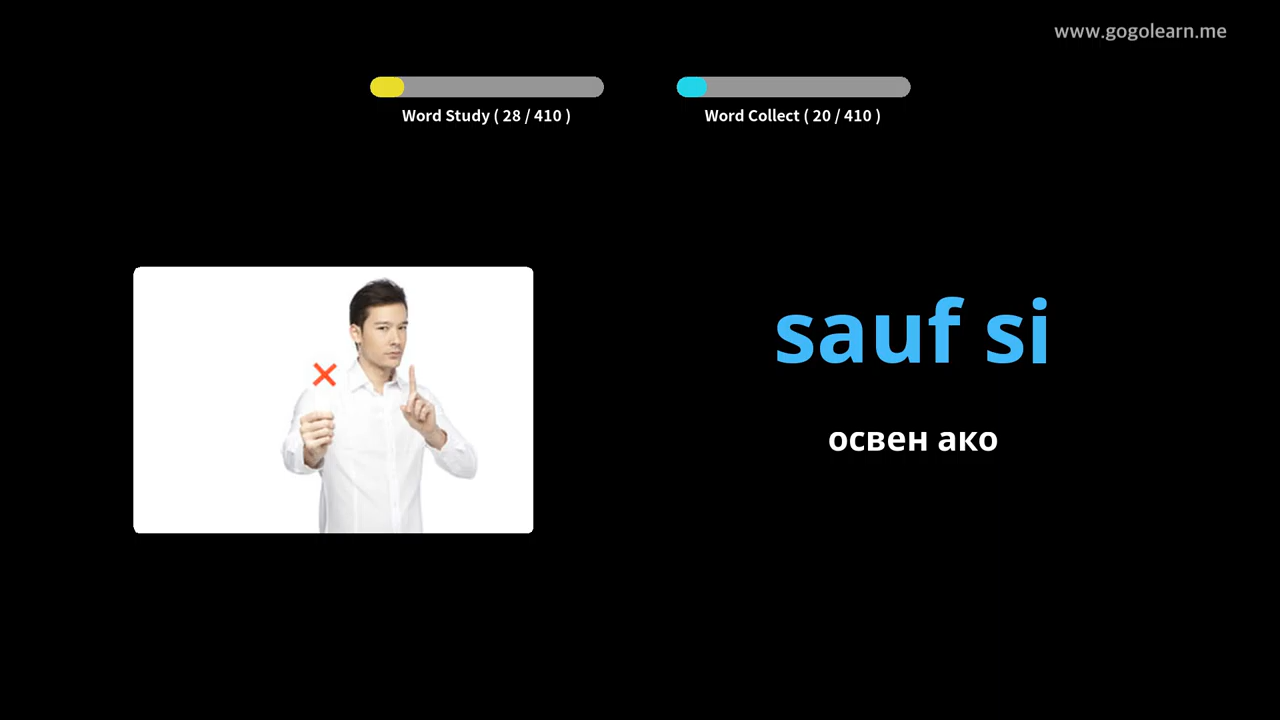 www.gogolearn.me
Word Study ( 28 / 410 )
Word Collect ( 20 / 410 )
sauf si
освен ако